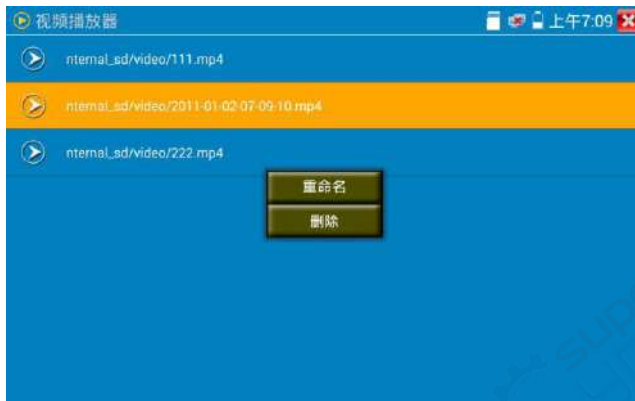 视频播放器 上午7:09
nternal_sd/video/111.mp4
nternal_sd/video/2011-01-02-07-09-10.mp4
nternal_sd/video/222.mp4
重命名
删除